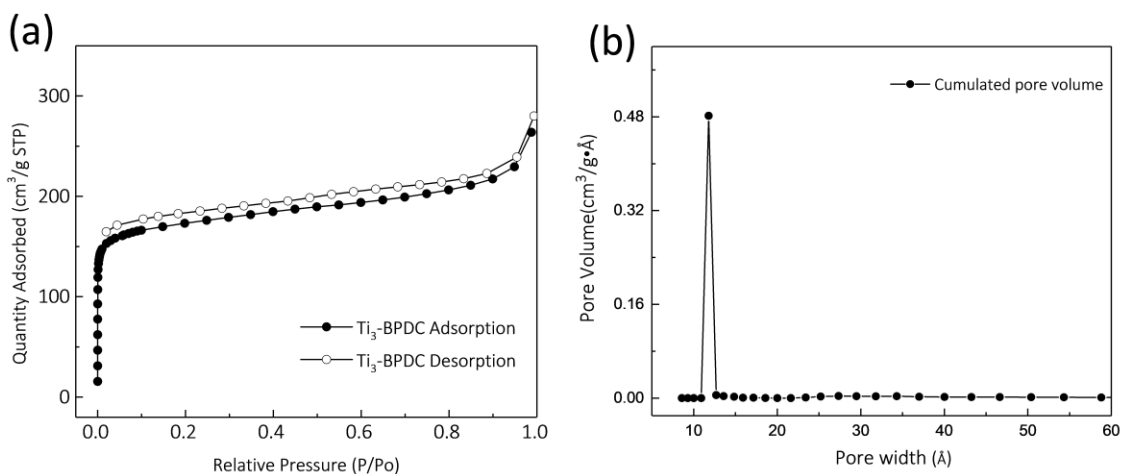 (a)
300
200
100
0
Quantity Adsorbed (cm³/g STP)
Ti₃-BPDC Adsorption
Ti₃-BPDC Desorption
0.0 0.2 0.4 0.6 0.8 1.0
Relative Pressure (P/Po)
(b)
0.48
0.32
0.16
0.00
Pore Volume(cm³/g•Å)
Cumulated pore volume
10 20 30 40 50 60
Pore width (Å)